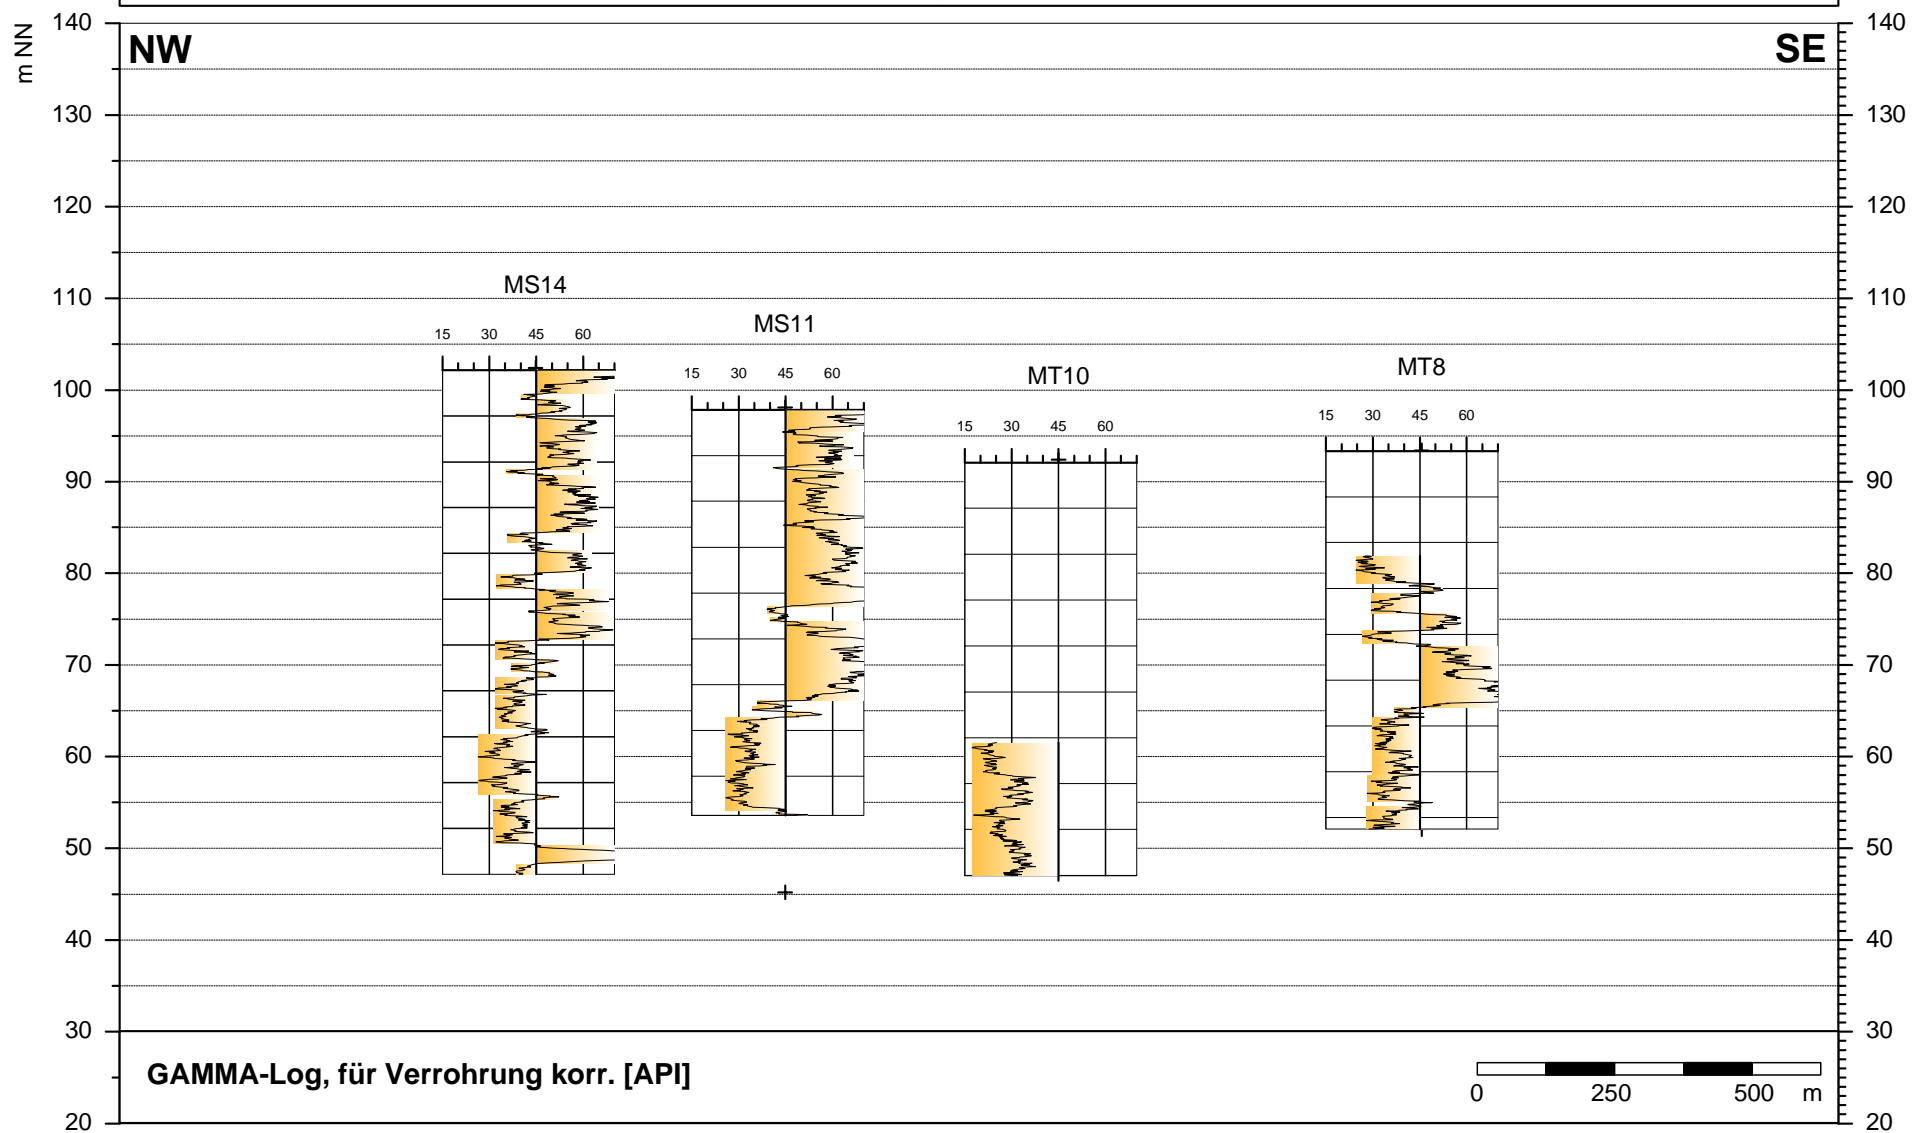 140 140
m NN
NW SE
130 130
120 120
MS14
110 110
MS11
15 30 45 60
MT8
15 30 45 60
MT10
100 100
15 30 45 60
15 30 45 60
90 90
80 80
70 70
60 60
50 50
40 40
30 30
GAMMA-Log, für Verrohrung korr. [API]
0 250 500 m
20 20